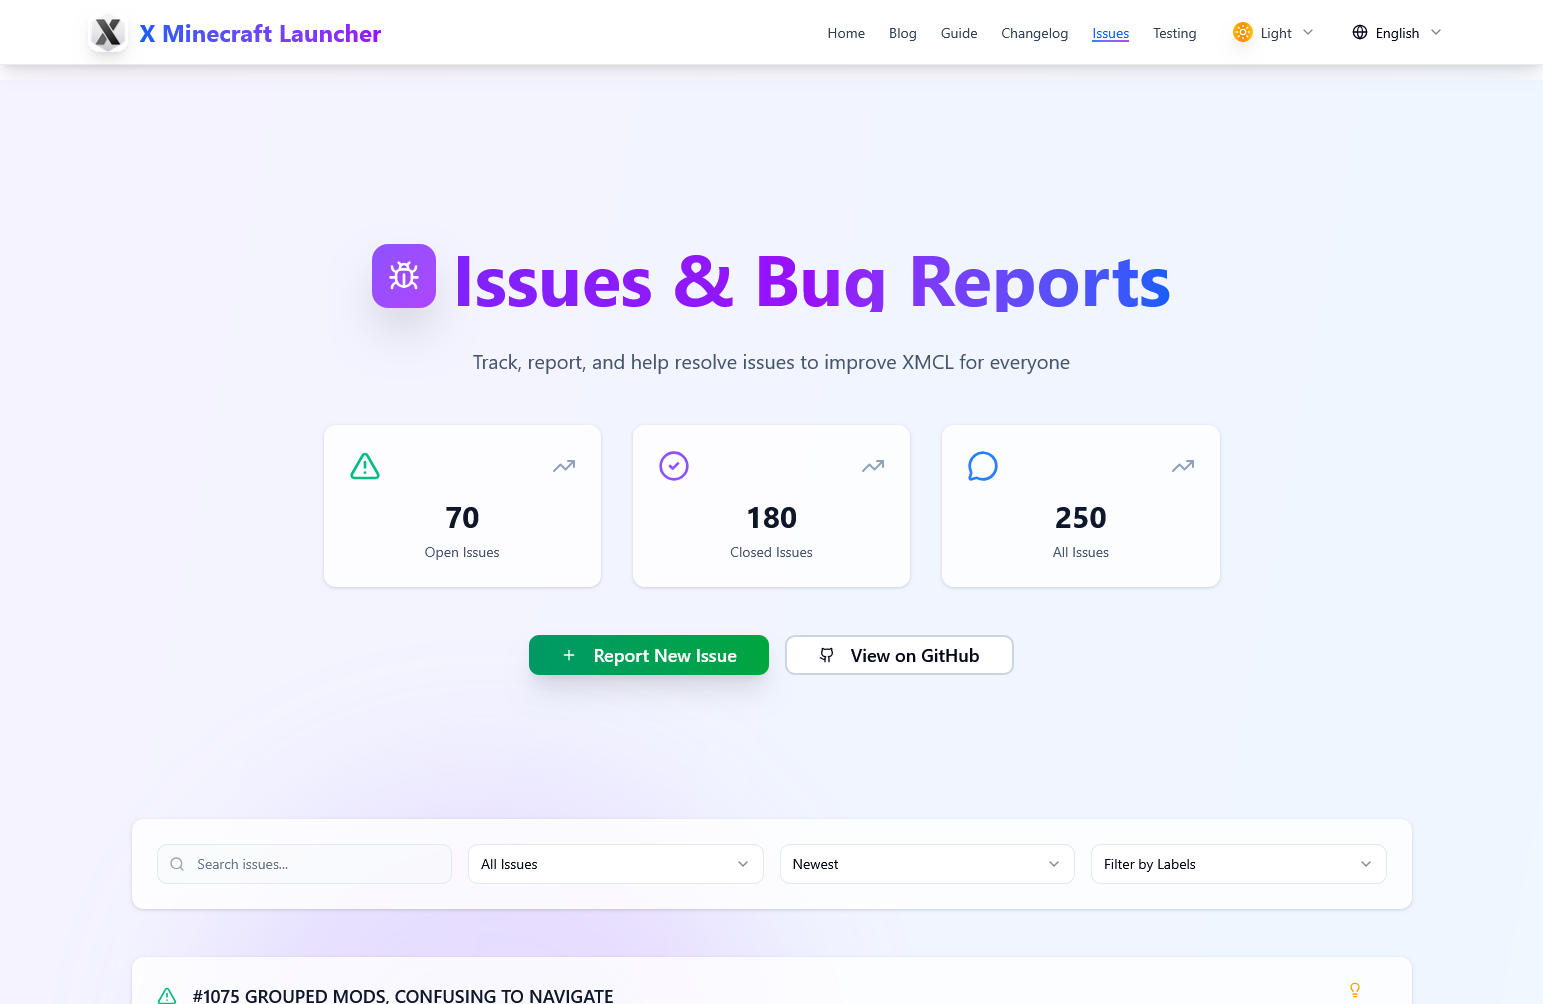 X Minecraft Launcher
Home
Blog
Guide
Changelog
Issues
Testing
Light
English
Issues & Bug Reports
Track, report, and help resolve issues to improve XMCL for everyone
70
Open Issues
180
Closed Issues
250
All Issues
Report New Issue
View on GitHub
Search issues...
All Issues
Newest
Filter by Labels
#1075 GROUPED MODS, CONFUSING TO NAVIGATE